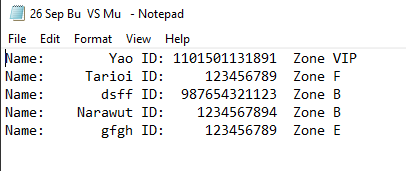 26 Sep Bu  VS Mu   - Notepad
File Edit Format View Help
Name:        Yao ID: 1101501131891  Zone VIP
Name:     Tarioi ID:     123456789  Zone F
Name:       dsff ID:  987654321123  Zone B
Name:    Narawut ID:    1234567894  Zone B
Name:       gfgh ID:     123456789  Zone E